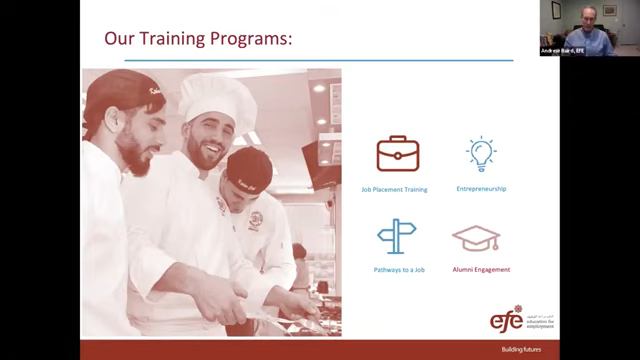 Our Training Programs:
Andrew Baird, EFE
Job Placement Training
Entrepreneurship
Pathways to a Job
Alumni Engagement
efe
education for
employment
Building futures